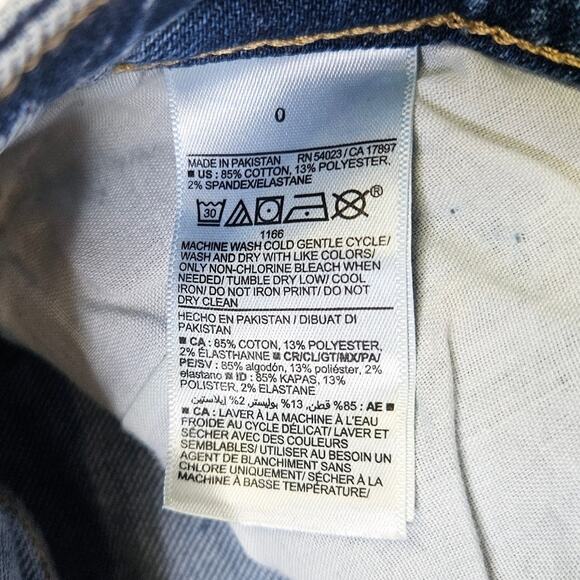 0
MADE IN PAKISTAN RN 54023 / CA 17897
■ US : 85% COTTON, 13% POLYESTER,
2% SPANDEX/ELASTANE
30 ®
1166
MACHINE WASH COLD GENTLE CYCLE/
WASH AND DRY WITH LIKE COLORS/
ONLY NON-CHLORINE BLEACH WHEN
NEEDED/ TUMBLE DRY LOW/ COOL
IRON/ DO NOT IRON PRINT/ DO NOT
DRY CLEAN
HECHO EN PAKISTAN / DIBUAT DI
PAKISTAN
■ CA : 85% COTON, 13% POLYESTER,
2% ÉLASTHANNE ■ CR/CL/GT/MX/PA/
PE/SV : 85% algodón, 13% poliéster, 2%
elastano ■ ID : 85% KAPAS, 13%
POLISTER, 2% ELASTANE
■ AE : 85% قطن, 13% بوليستر, 2% إيلاستين
■ CA : LAVER À LA MACHINE À L'EAU
FROIDE AU CYCLE DÉLICAT/ LAVER ET
SÉCHER AVEC DES COULEURS
SEMBLABLES/ UTILISER AU BESOIN UN
AGENT DE BLANCHIMENT SANS
CHLORE UNIQUEMENT/ SÉCHER À LA
MACHINE À BASSE TEMPÉRATURE/